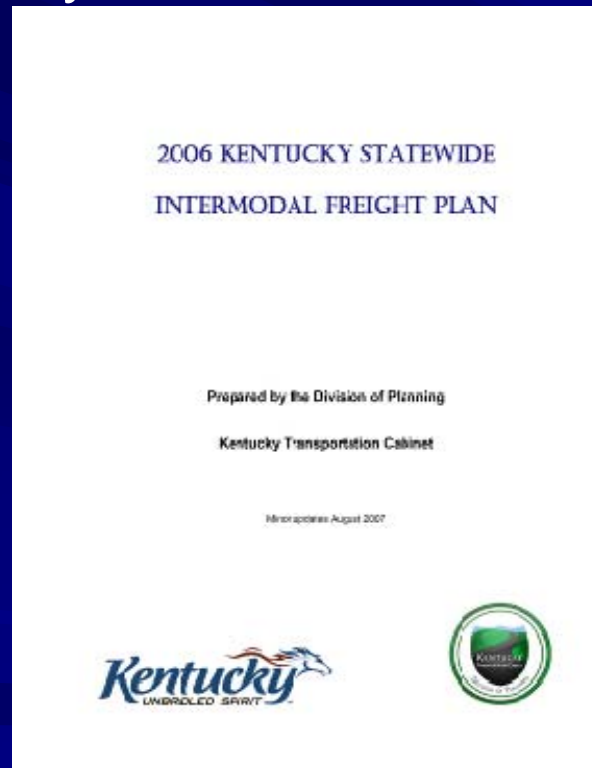 2006 KENTUCKY STATEWIDE
INTERMODAL FREIGHT PLAN
Prepared by the Division of Planning
Kentucky Transportation Cabinet
Minor updates August 2007
Kentucky
UNBRIDLED SPIRIT
KENTUCKY